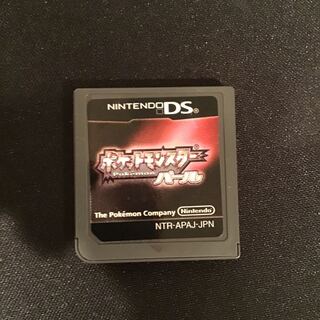 NINTENDO DS
ポケットモンスター
Pokémon
パール
The Pokémon Company Nintendo
NTR-APAJ-JPN